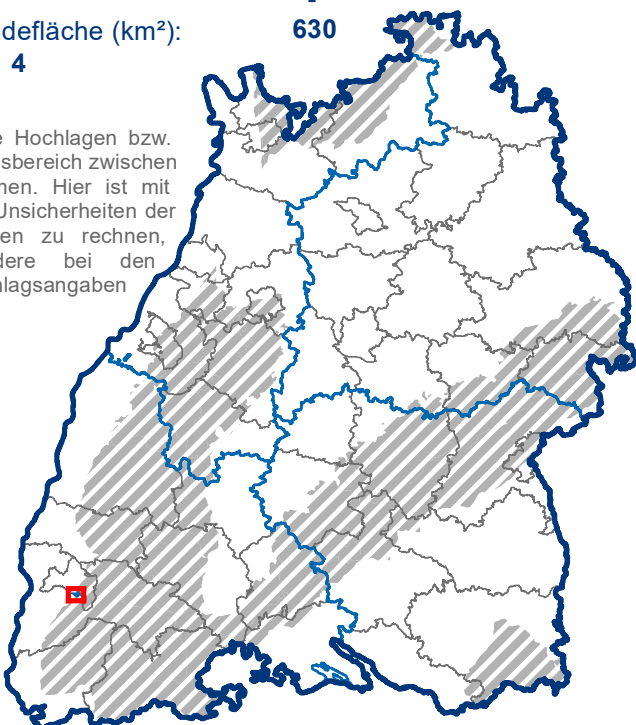 defläche (km²): 630
4
e Hochlagen bzw.
sbereich zwischen
men. Hier ist mit
Unsicherheiten der
en zu rechnen,
dere bei den
lagsangaben